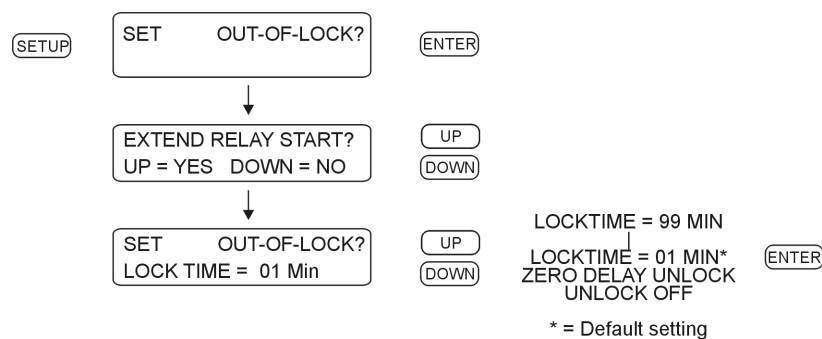 SETUP
SET OUT-OF-LOCK?
ENTER
EXTEND RELAY START?
UP = YES DOWN = NO
UP
DOWN
SET OUT-OF-LOCK?
LOCK TIME = 01 Min
UP
DOWN
LOCKTIME = 99 MIN
LOCKTIME = 01 MIN*
ZERO DELAY UNLOCK
UNLOCK OFF
ENTER
* = Default setting